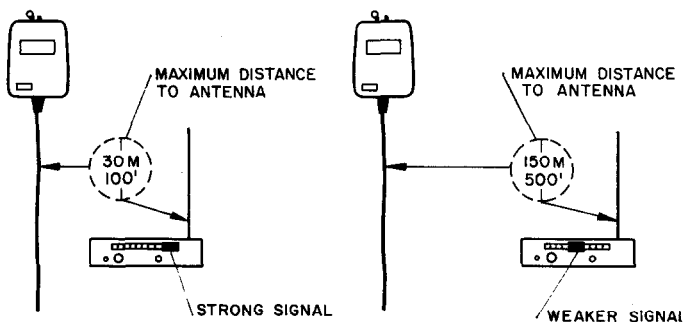 MAXIMUM DISTANCE
TO ANTENNA
30 M
100'
STRONG SIGNAL
MAXIMUM DISTANCE
TO ANTENNA
150 M
500'
WEAKER SIGNAL